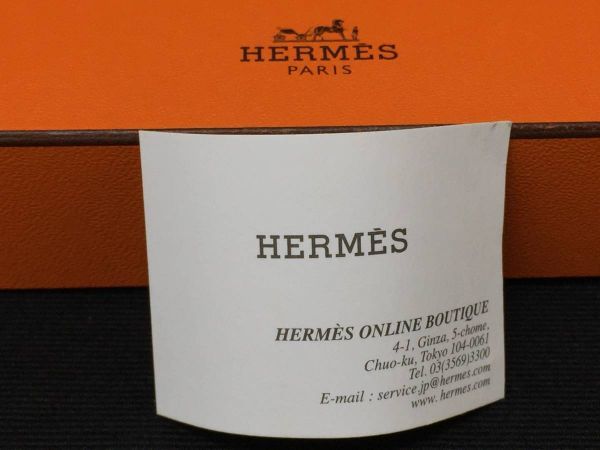 HERMÈS
PARIS
HERMÈS
HERMÈS ONLINE BOUTIQUE
4-1, Ginza, 5-chome,
Chuo-ku, Tokyo 104-0061
Tel. 03(3569)3300
E-mail : service.jp@hermes.com
www. hermes.com